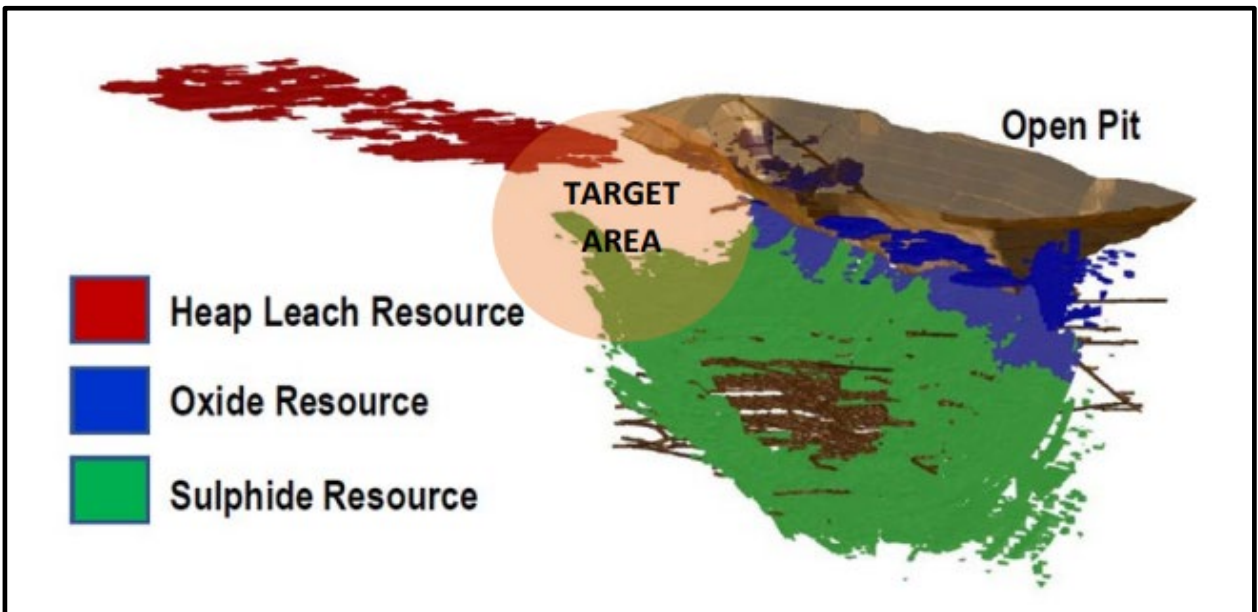 Open Pit
TARGET
AREA
Heap Leach Resource
Oxide Resource
Sulphide Resource